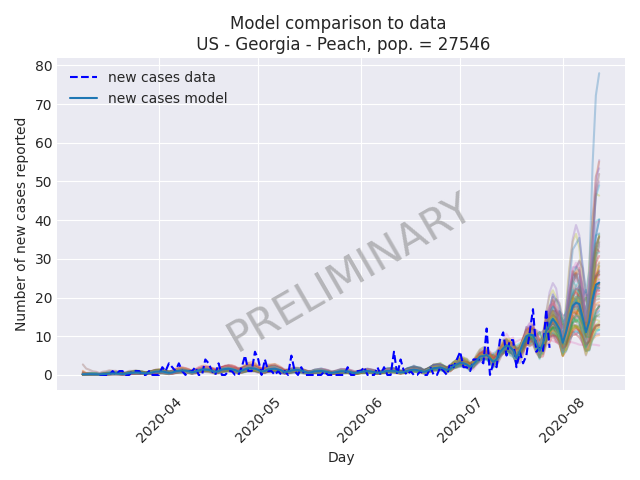 Model comparison to data
US - Georgia - Peach, pop. = 27546
Number of new cases reported
80
70
60
50
40
30
20
10
0
new cases data
new cases model
PRELIMINARY
2020-04
2020-05
2020-06
2020-07
2020-08
Day